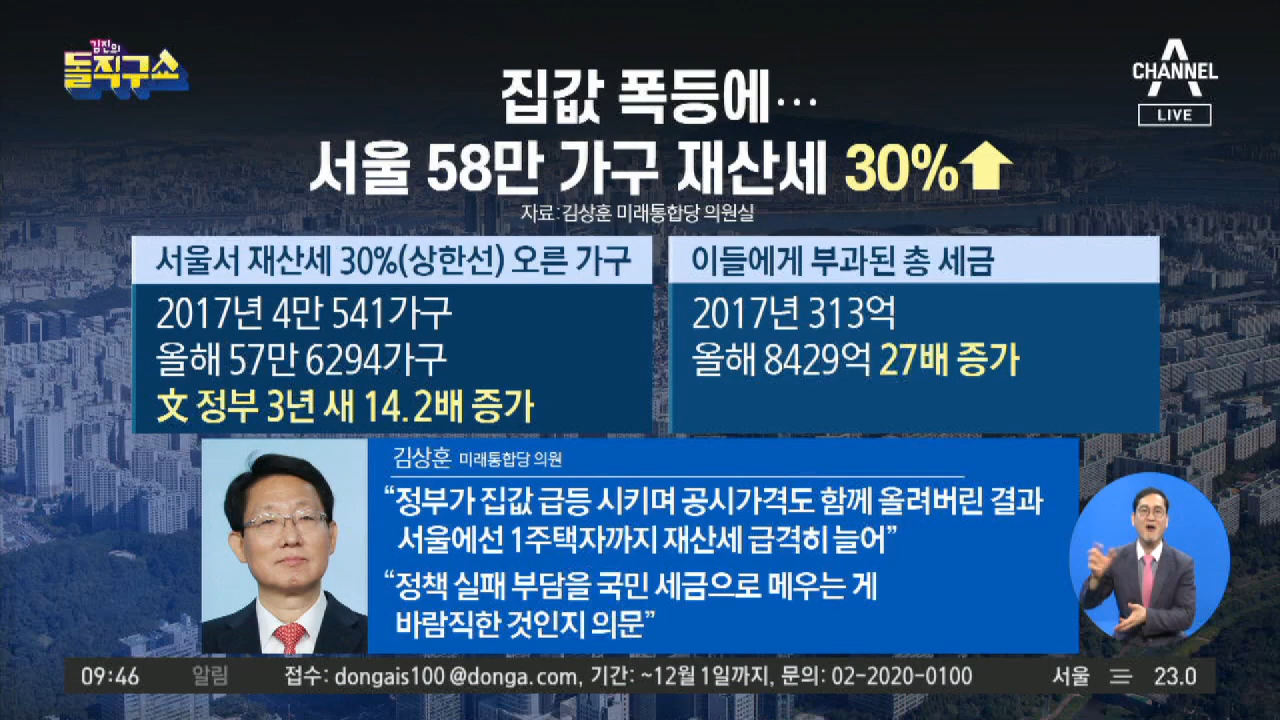 김진의
돌직구쇼
CHANNEL
LIVE
집값 폭등에…
서울 58만 가구 재산세 30%⬆
자료:김상훈 미래통합당 의원실
서울서 재산세 30%(상한선) 오른 가구
2017년 4만 541가구
올해 57만 6294가구
文 정부 3년 새 14.2배 증가
이들에게 부과된 총 세금
2017년 313억
올해 8429억 27배 증가
김상훈 미래통합당 의원
“정부가 집값 급등 시키며 공시가격도 함께 올려버린 결과
서울에선 1주택자까지 재산세 급격히 늘어”
“정책 실패 부담을 국민 세금으로 메우는 게
바람직한 것인지 의문”
09:46 알림 접수: dongais100@donga.com, 기간: ~12월 1일까지, 문의: 02-2020-0100 서울 23.0